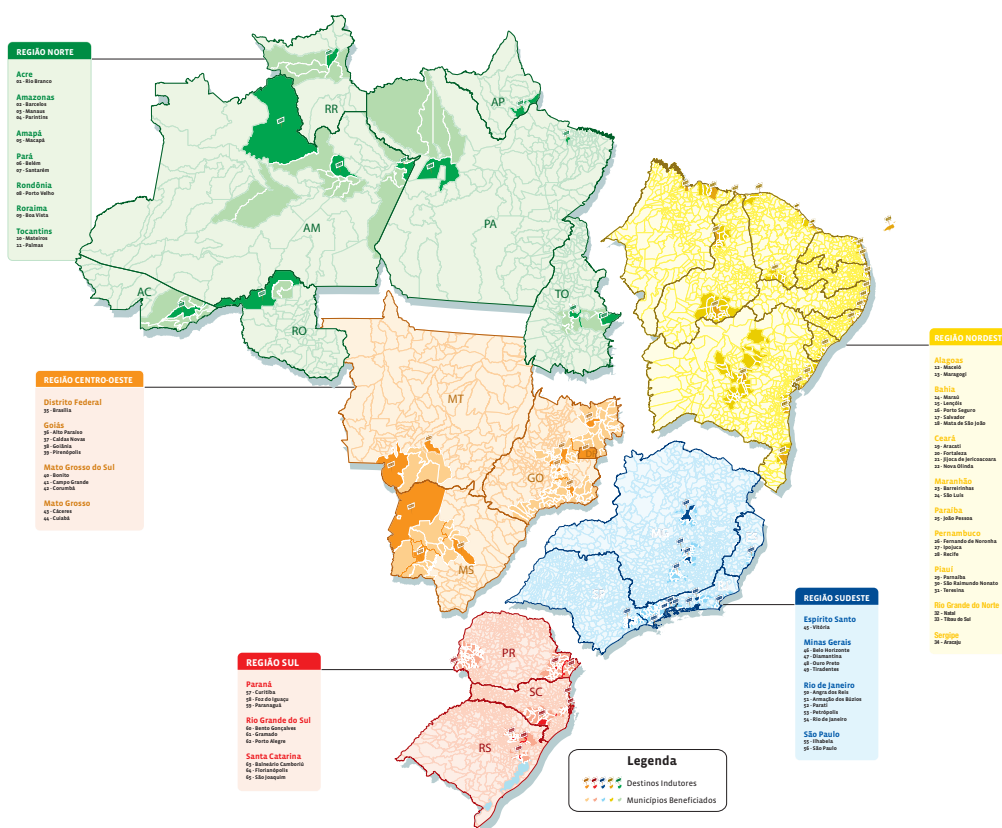 REGIÃO NORTE
Acre
01 - Rio Branco
Amazonas
02 - Barcelos
03 - Manaus
04 - Parintins
Amapá
05 - Macapá
Pará
06 - Belém
07 - Santarém
Rondônia
08 - Porto Velho
Roraima
09 - Boa Vista
Tocantins
10 - Mateiros
11 - Palmas
RR
AP
AM
PA
AC
RO
TO
REGIÃO NORDESTE
Alagoas
12 - Maceió
13 - Maragogi
Bahia
14 - Maraú
15 - Lençóis
16 - Porto Seguro
17 - Salvador
18 - Mata de São João
Ceará
19 - Aracati
20 - Fortaleza
21 - Jijoca de Jericoacoara
22 - Nova Olinda
Maranhão
23 - Barreirinhas
24 - São Luís
Paraíba
25 - João Pessoa
Pernambuco
26 - Fernando de Noronha
27 - Ipojuca
28 - Recife
Piauí
29 - Parnaíba
30 - São Raimundo Nonato
31 - Teresina
Rio Grande do Norte
32 - Natal
33 - Tibau do Sul
Sergipe
34 - Aracaju
REGIÃO CENTRO-OESTE
Distrito Federal
35 - Brasília
Goiás
36 - Alto Paraíso
37 - Caldas Novas
38 - Goiânia
39 - Pirenópolis
Mato Grosso do Sul
40 - Bonito
41 - Campo Grande
42 - Corumbá
Mato Grosso
43 - Cáceres
44 - Cuiabá
MT
GO
DF
MS
MG
ES
SP
REGIÃO SUDESTE
Espírito Santo
45 - Vitória
Minas Gerais
46 - Belo Horizonte
47 - Diamantina
48 - Ouro Preto
49 - Tiradentes
Rio de Janeiro
50 - Angra dos Reis
51 - Armação dos Búzios
52 - Parati
53 - Petrópolis
54 - Rio de Janeiro
São Paulo
55 - Ilhabela
56 - São Paulo
REGIÃO SUL
Paraná
57 - Curitiba
58 - Foz do Iguaçu
59 - Paranaguá
Rio Grande do Sul
60 - Bento Gonçalves
61 - Gramado
62 - Porto Alegre
Santa Catarina
63 - Balneário Camboriú
64 - Florianópolis
65 - São Joaquim
PR
SC
RS
Legenda
Destinos Indutores
Municípios Beneficiados